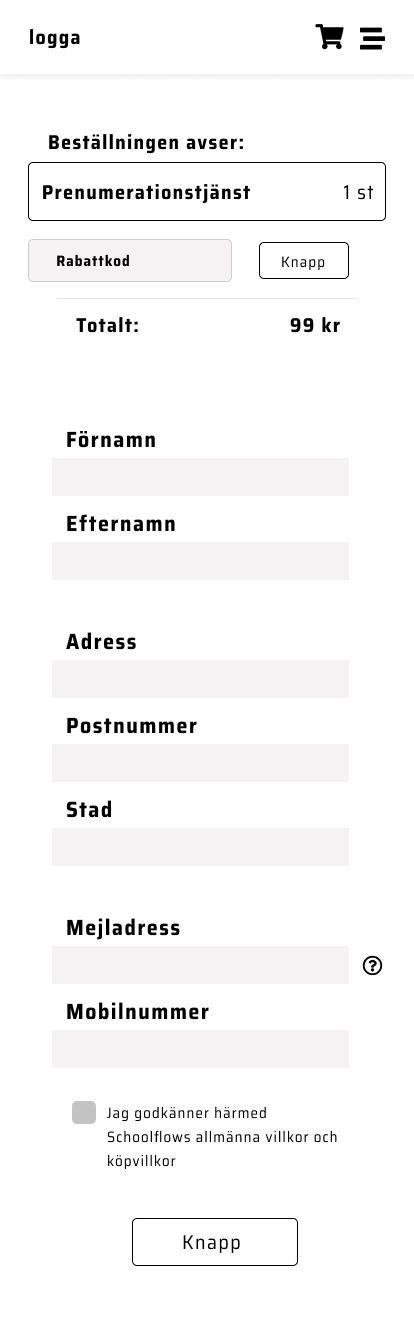 logga
Beställningen avser:
Prenumerationstjänst 1 st
Rabattkod Knapp
Totalt: 99 kr
Förnamn
Efternamn
Adress
Postnummer
Stad
Mejladress
?
Mobilnummer
Jag godkänner härmed
Schoolflows allmänna villkor och
köpvillkor
Knapp